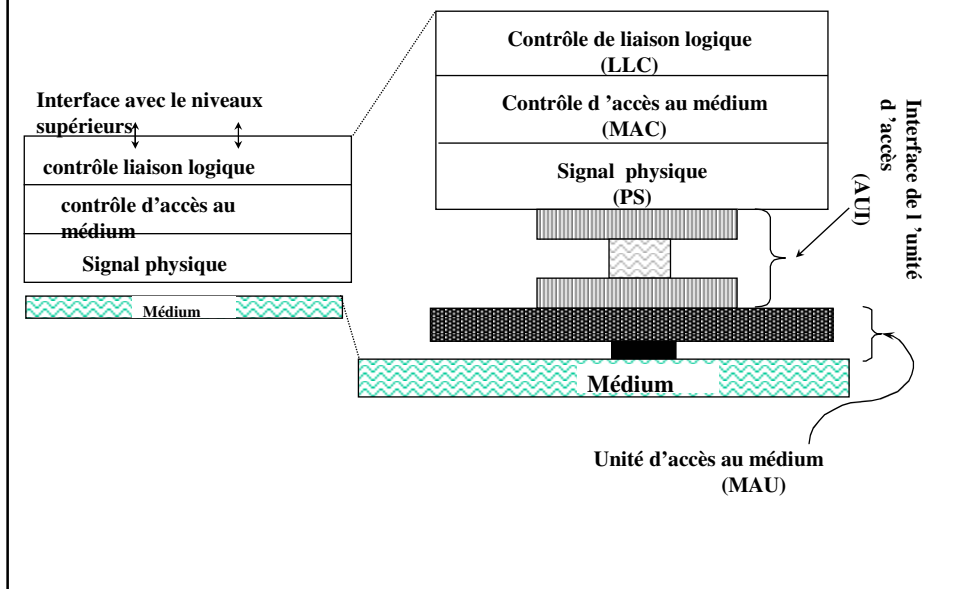 Interface avec le niveaux
supérieurs
contrôle liaison logique
contrôle d'accès au
médium
Signal physique
Médium
Contrôle de liaison logique
(LLC)
Contrôle d ’accès au médium
(MAC)
Signal physique
(PS)
Interface de l ’unité
d ’accès
(AUI)
Médium
Unité d’accès au médium
(MAU)